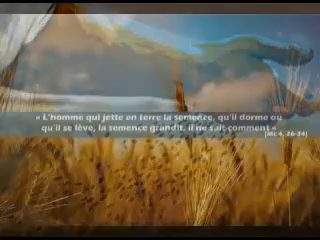 » L'homme qui jette en terre la semence, qu'il dorme ou
qu'il se lève, la semence grandit, il ne sait comment «
(Mc 4, 26-34)